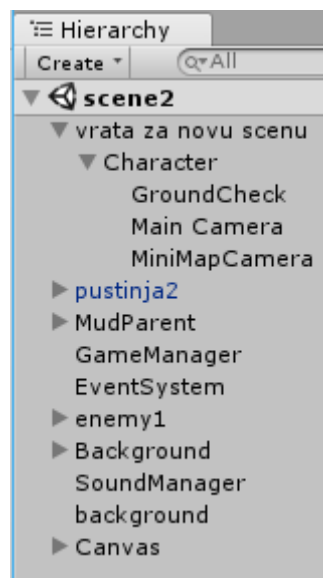 Hierarchy
Create All
scene2
vrata za novu scenu
Character
GroundCheck
Main Camera
MiniMapCamera
pustinja2
MudParent
GameManager
EventSystem
enemy1
Background
SoundManager
background
Canvas